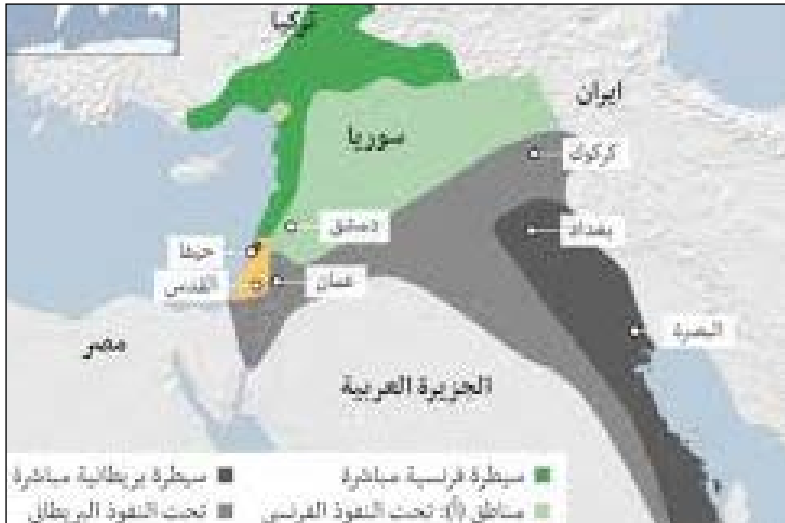 تركيا
ايران
سوريا
كركوك
دمشق
بغداد
حيفا
عمان
القدس
البصرة
مصر
الجزيرة العربية
سيطرة فرنسية مباشرة
سيطرة بريطانية مباشرة
مناطق (أ): تحت النفوذ الفرنسي
تحت النفوذ البريطاني